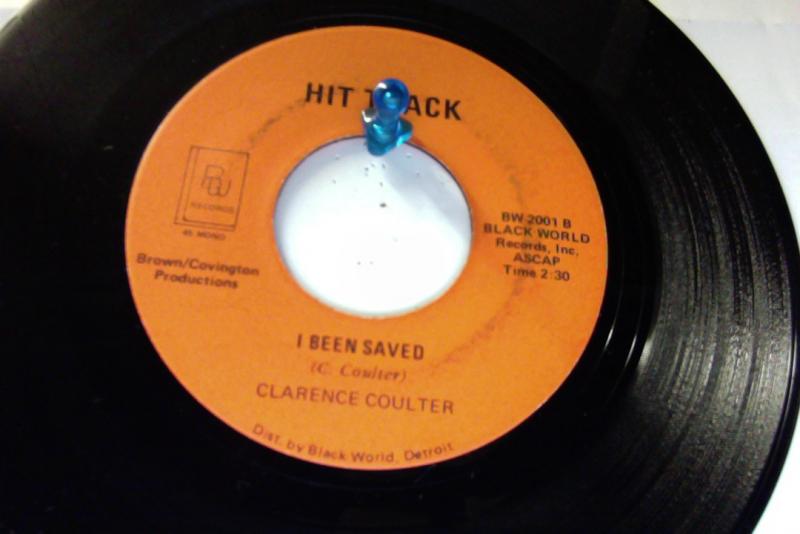 HIT TRACK
BW
RECORDS
45 MONO
Brown/Covington
Productions
BW-2001 B
BLACK WORLD
Records, Inc.
ASCAP
Time 2:30
I BEEN SAVED
(C. Coulter)
CLARENCE COULTER
Dist. by Black World, Detroit